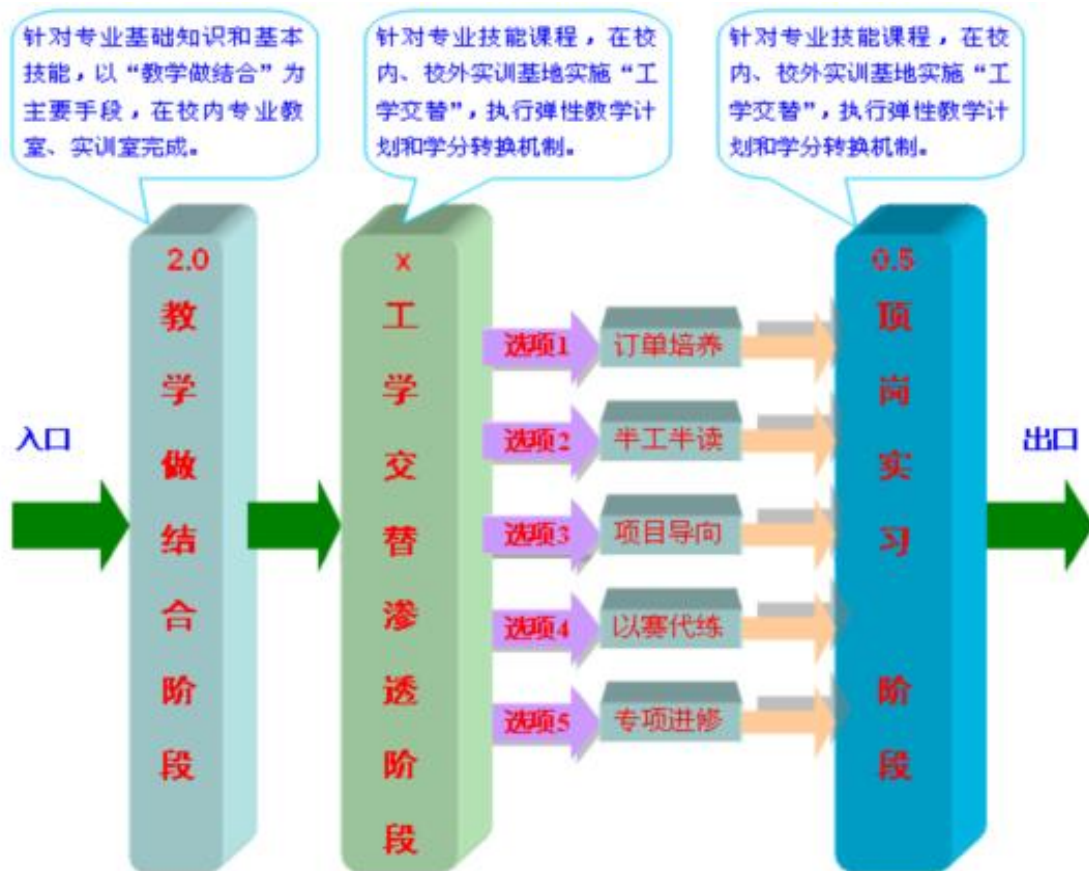 针对专业基础知识和基本
技能，以“教学做结合”为
主要手段，在校内专业教
室、实训室完成。
针对专业技能课程，在校
内、校外实训基地实施“工
学交替”，执行弹性教学计
划和学分转换机制。
针对专业技能课程，在校
内、校外实训基地实施“工
学交替”，执行弹性教学计
划和学分转换机制。
入口
2.0
教学做结合阶段
x
工学交替渗透阶段
选项1
订单培养
选项2
半工半读
选项3
项目导向
选项4
以赛代练
选项5
专项进修
0.5
顶岗实习阶段
出口